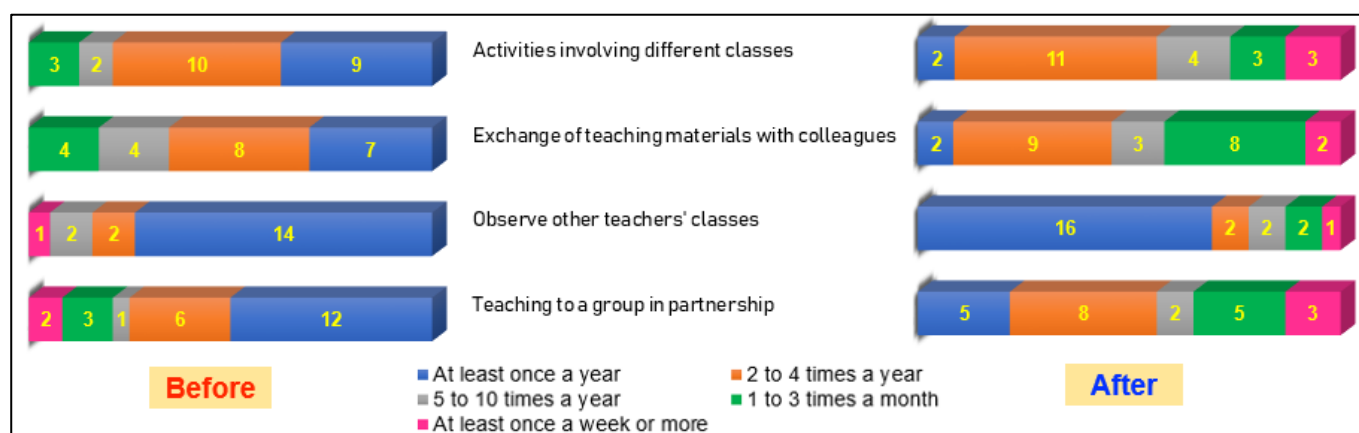 3 2 10 9 Activities involving different classes 2 11 4 3 3
4 4 8 7 Exchange of teaching materials with colleagues 2 9 3 8 2
1 2 2 14 Observe other teachers' classes 16 2 2 2 1
2 3 1 6 12 Teaching to a group in partnership 5 8 2 5 3
Before
At least once a year 2 to 4 times a year
5 to 10 times a year 1 to 3 times a month
At least once a week or more
After